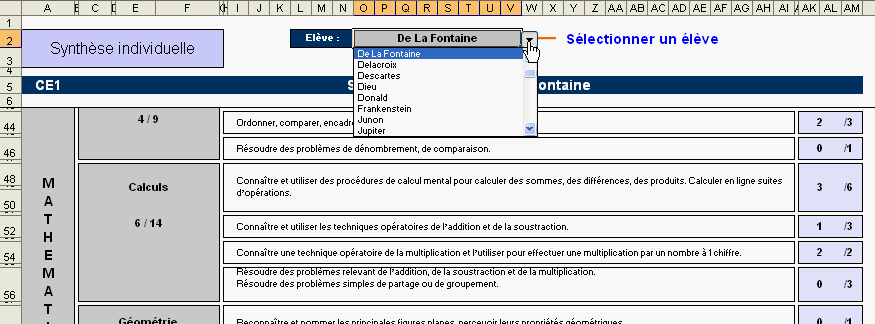 A B C D E F G H I J K L M N O P Q R S T U V W X Y Z AA AB AC AD AE AF AG AH AI AK AL AM
1
2 Elève : De La Fontaine Sélectionner un élève
Synthèse individuelle
3
De La Fontaine
Delacroix
Descartes
Dieu
Donald
Frankenstein
Junon
Jupiter
4
5 CE1 S ontaine
6
44 4 / 9 Ordonner, comparer, encadre 2 /3
46 Résoudre des problèmes de dénombrement, de comparaison. 0 /1
MATHEMAT
48 Calculs Connaître et utiliser des procédures de calcul mental pour calculer des sommes, des différences, des produits. Calculer en ligne suites
d'opérations. 3 /6
50
52 6 / 14 Connaître et utiliser les techniques opératoires de l'addition et de la soustraction. 1 /3
54 Connaître une technique opératoire de la multiplication et l'utiliser pour effectuer une multiplication par un nombre à 1 chiffre. 2 /2
Résoudre des problèmes relevant de l'addition, de la soustraction et de la multiplication.
Résoudre des problèmes simples de partage ou de groupement. 0 /3
56
Géométrie Reconnaître et nommer les principales figures planes, percevoir leurs propriétés géométriques. 0 /1